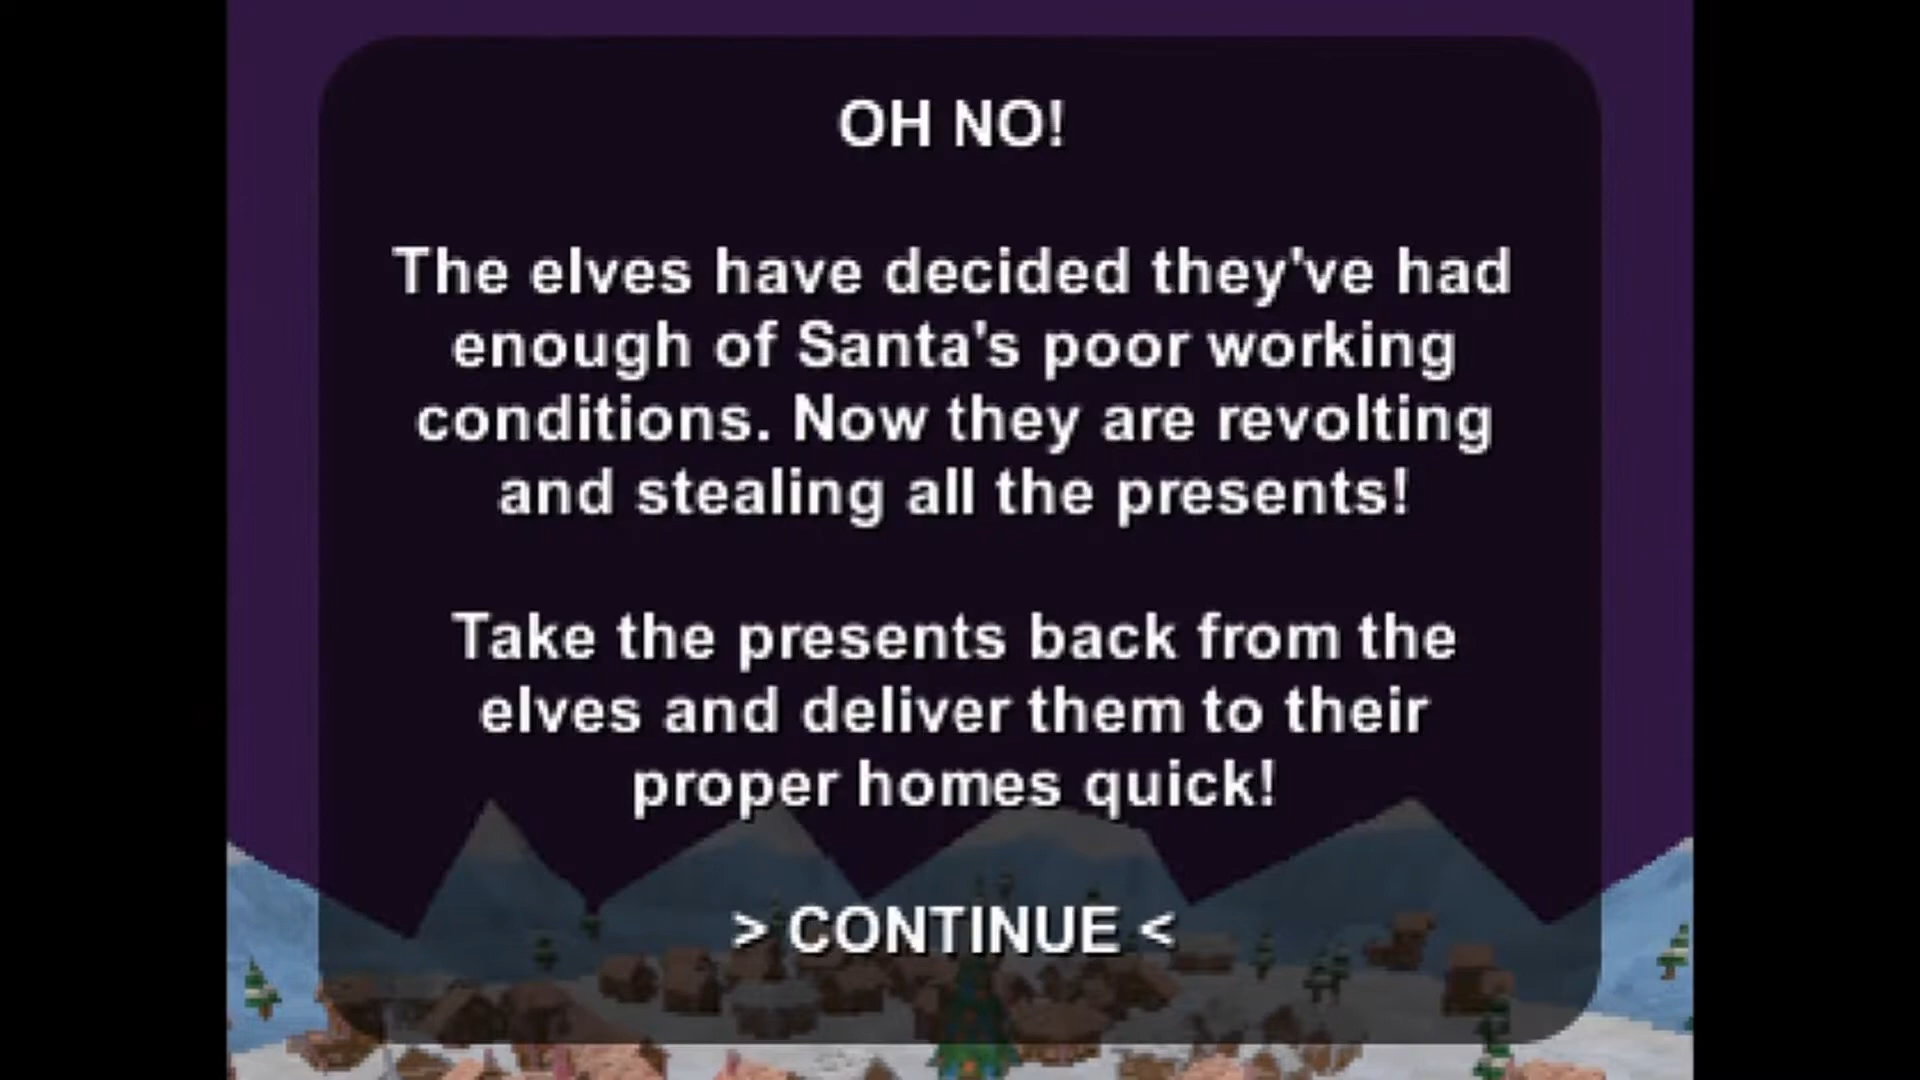 OH NO!
The elves have decided they've had
enough of Santa's poor working
conditions. Now they are revolting
and stealing all the presents!
Take the presents back from the
elves and deliver them to their
proper homes quick!
> CONTINUE <